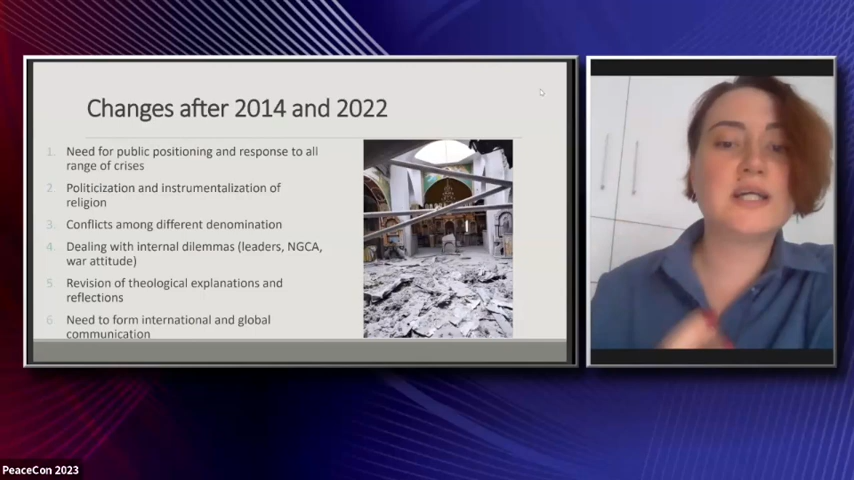 Changes after 2014 and 2022
1. Need for public positioning and response to all
range of crises
2. Politicization and instrumentalization of
religion
3. Conflicts among different denomination
4. Dealing with internal dilemmas (leaders, NGCA,
war attitude)
5. Revision of theological explanations and
reflections
6. Need to form international and global
communication
PeaceCon 2023